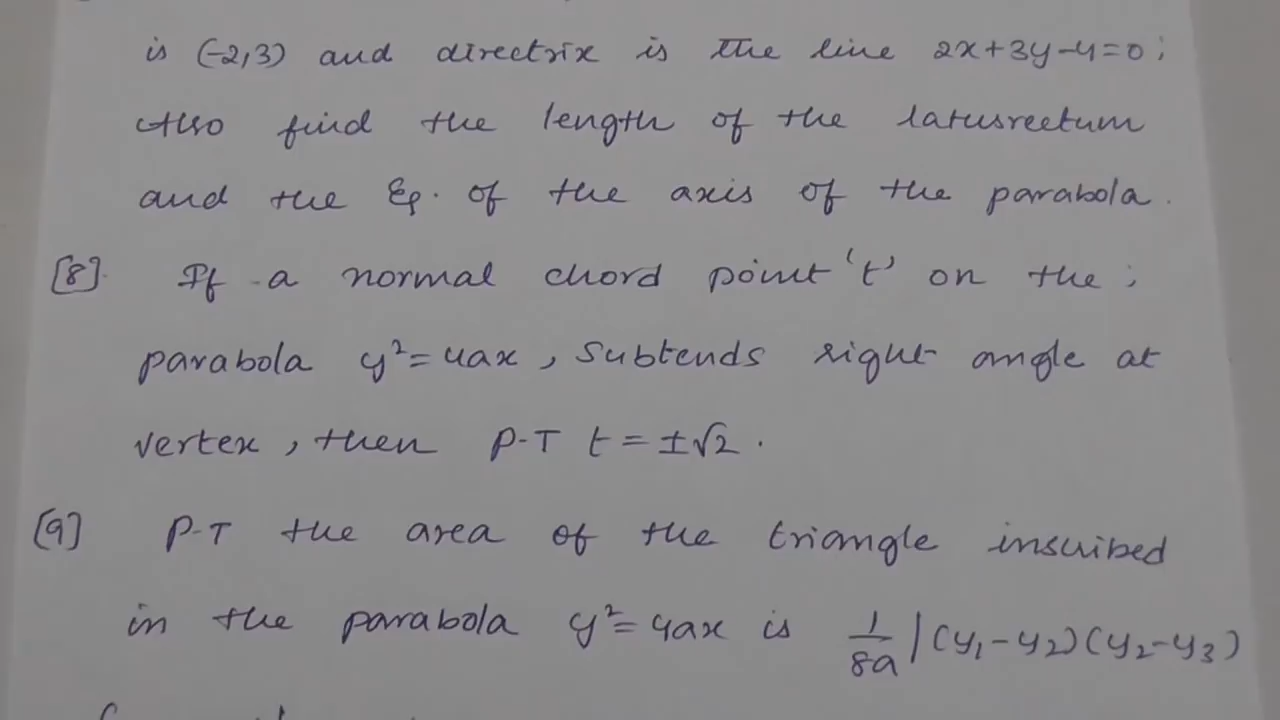 is (-2,3) and directrix is the line 2x+3y-4=0;
Also find the length of the latusrectum
and the Eq. of the axis of the parabola.
[8]. If a normal chord point 't' on the ;
parabola y²=4ax, Subtends right angle at
vertex, then P-T t=±√2.
[9] P-T the area of the triangle inscribed
in the parabola y²=4ax is 1/8a |(y₁-y₂)(y₂-y₃)